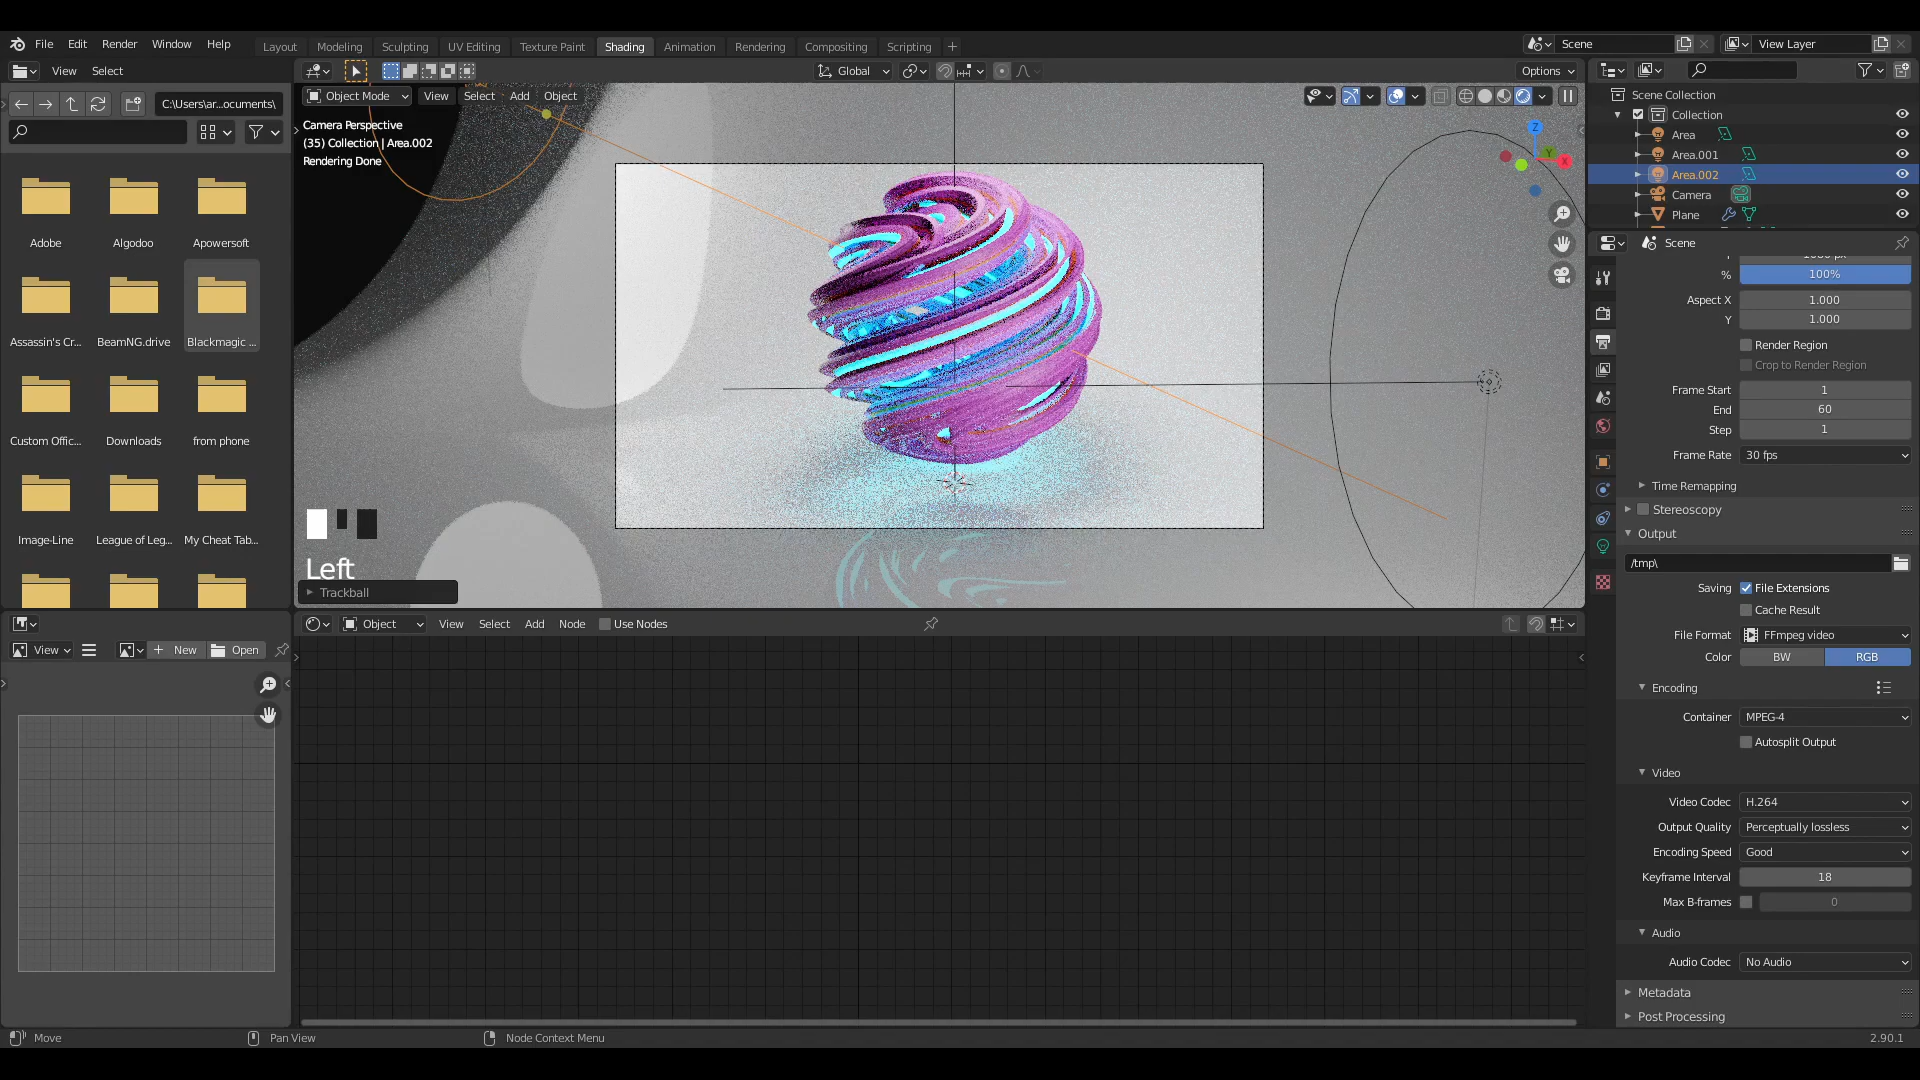 File Edit Render Window Help
Layout Modeling Sculpting UV Editing Texture Paint Shading Animation Rendering Compositing Scripting +
Scene
View Layer
View Select
Global
Options
C:\Users\ar...ocuments\
Object Mode View Select Add Object
Camera Perspective
(35) Collection | Area.002
Rendering Done
Adobe
Algodoo
Apowersoft
Assassin's Cr...
BeamNG.drive
Blackmagic ...
Custom Offic...
Downloads
from phone
Image-Line
League of Leg...
My Cheat Tab...
Z
Y
X
Left
Trackball
Scene Collection
Collection
Area
Area.001
Area.002
Camera
Plane
Scene
% 100%
Aspect X 1.000
Y 1.000
Render Region
Crop to Render Region
Frame Start 1
End 60
Step 1
Frame Rate 30 fps
Time Remapping
Stereoscopy
Output
/tmp\
Saving File Extensions
Cache Result
File Format FFmpeg video
Color BW RGB
Encoding
Container MPEG-4
Autosplit Output
Video
Video Codec H.264
Output Quality Perceptually lossless
Encoding Speed Good
Keyframe Interval 18
Max B-frames 0
Audio
Audio Codec No Audio
Metadata
Post Processing
Object View Select Add Node Use Nodes
View + New Open
Move
Pan View
Node Context Menu
2.90.1